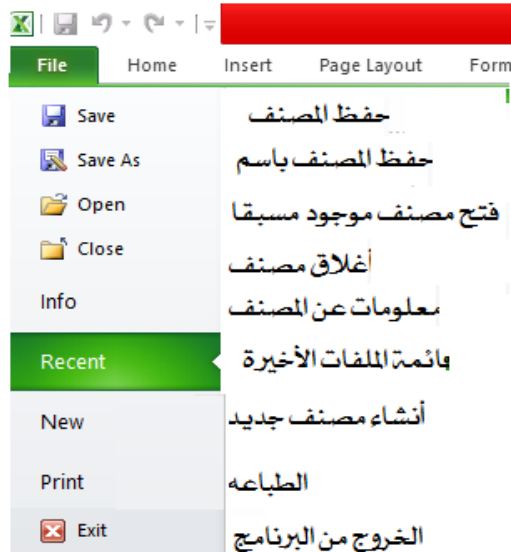 File Home Insert Page Layout Form
Save حفظ المصنف
Save As حفظ المصنف باسم
Open فتح مصنف موجود مسبقا
Close أغلاق مصنف
Info معلومات عن المصنف
Recent قائمة الملفات الأخيرة
New أنشاء مصنف جديد
Print الطباعه
Exit الخروج من البرنامج